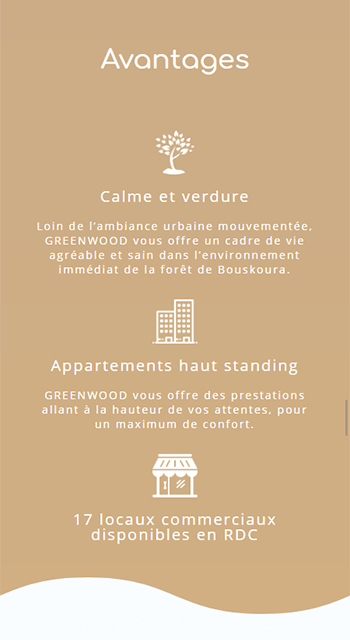 Avantages
Calme et verdure
Loin de l'ambiance urbaine mouvementée,
GREENWOOD vous offre un cadre de vie
agréable et sain dans l'environnement
immédiat de la forêt de Bouskoura.
Appartements haut standing
GREENWOOD vous offre des prestations
allant à la hauteur de vos attentes, pour
un maximum de confort.
17 locaux commerciaux
disponibles en RDC